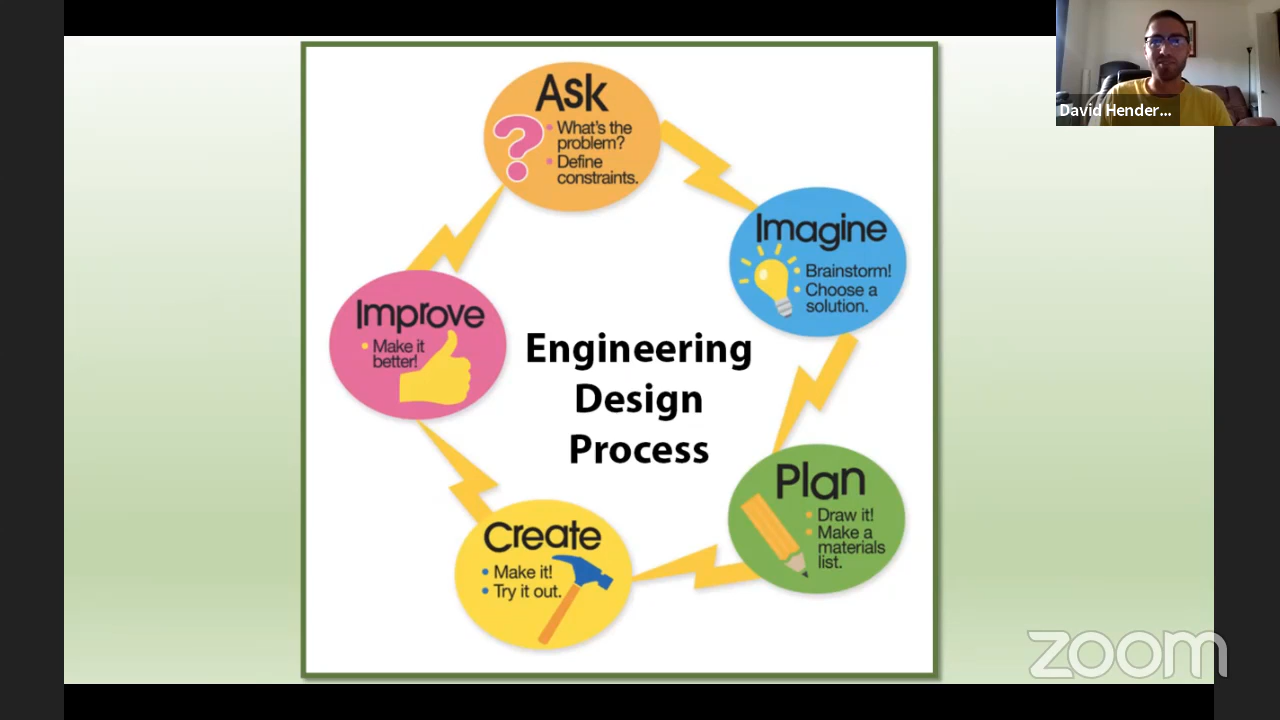 Ask
• What's the
problem?
• Define
constraints.
Imagine
• Brainstorm!
• Choose a
solution.
Plan
• Draw it!
• Make a
materials
list.
Create
• Make it!
• Try it out.
Improve
• Make it
better!
Engineering
Design
Process
David Hender...
zoom